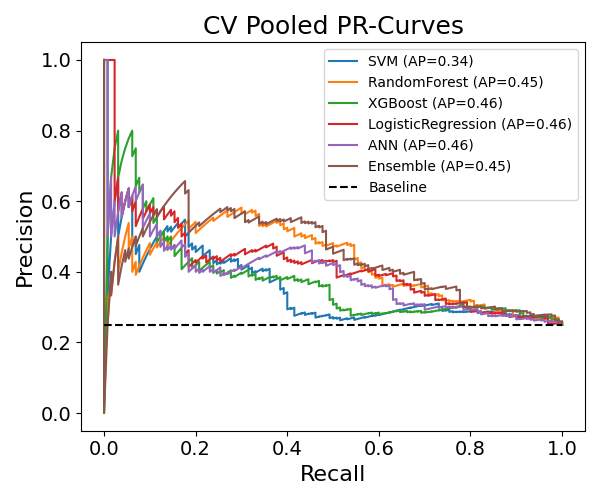 CV Pooled PR-Curves
SVM (AP=0.34)
RandomForest (AP=0.45)
XGBoost (AP=0.46)
LogisticRegression (AP=0.46)
ANN (AP=0.46)
Ensemble (AP=0.45)
Baseline
Precision
1.0
0.8
0.6
0.4
0.2
0.0
0.0 0.2 0.4 0.6 0.8 1.0
Recall